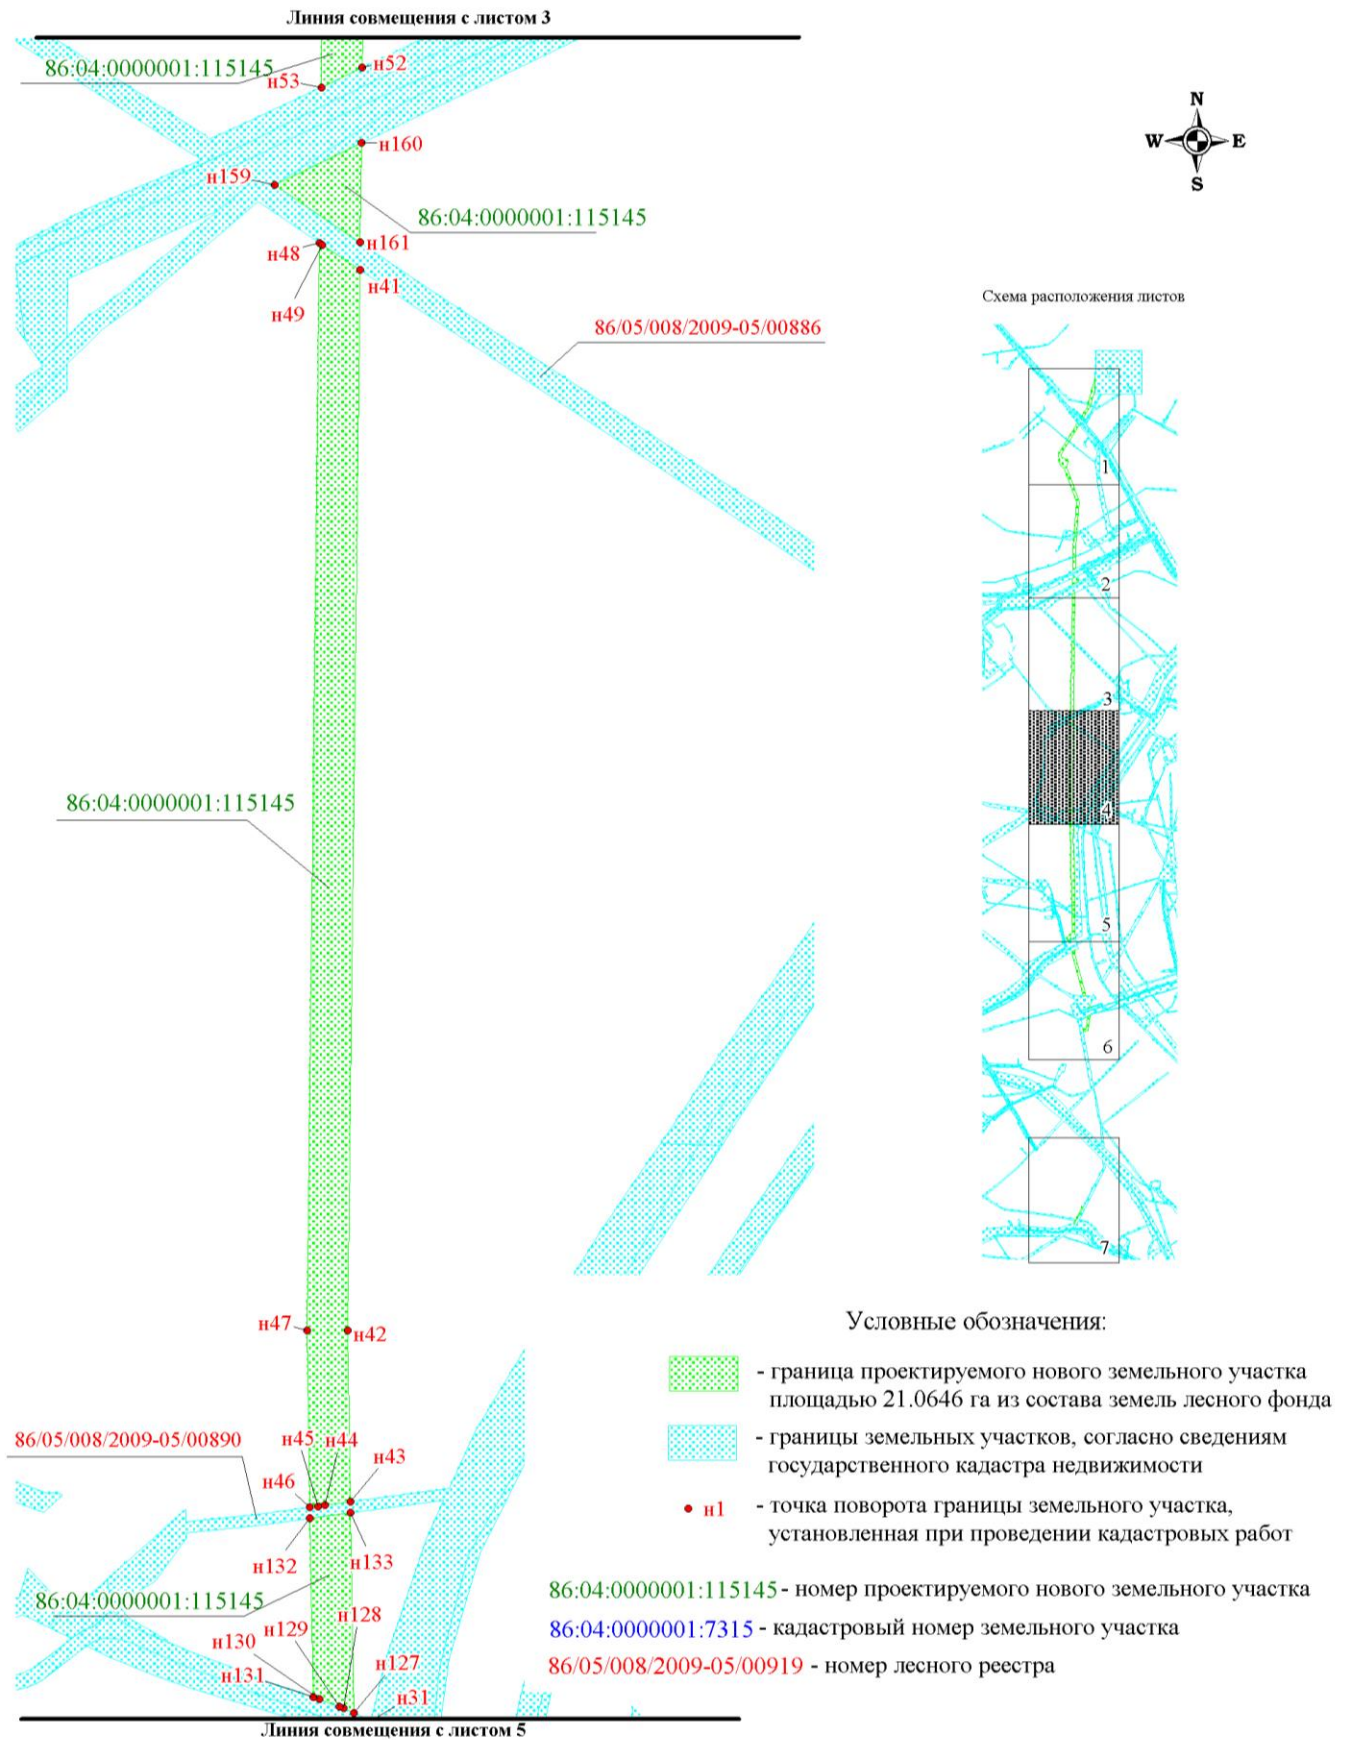 Линия совмещения с листом 3
86:04:0000001:115145
н52
н53
н160
н159
86:04:0000001:115145
н161
н48
н41
н49
86/05/008/2009-05/00886
N
W
E
S
Схема расположения листов
1
2
3
4
5
6
7
86:04:0000001:115145
н47
н42
86/05/008/2009-05/00890
н45
н44
н43
н46
н132
н133
86:04:0000001:115145
н128
н129
н130
н127
н131
н31
Линия совмещения с листом 5
Условные обозначения:
- граница проектируемого нового земельного участка
площадью 21.0646 га из состава земель лесного фонда
- границы земельных участков, согласно сведениям
государственного кадастра недвижимости
н1 - точка поворота границы земельного участка,
установленная при проведении кадастровых работ
86:04:0000001:115145 - номер проектируемого нового земельного участка
86:04:0000001:7315 - кадастровый номер земельного участка
86/05/008/2009-05/00919 - номер лесного реестра